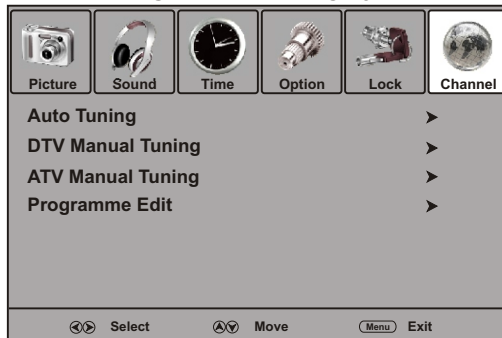 Picture Sound Time Option Lock Channel
Auto Tuning
DTV Manual Tuning
ATV Manual Tuning
Programme Edit
Select Move Menu Exit